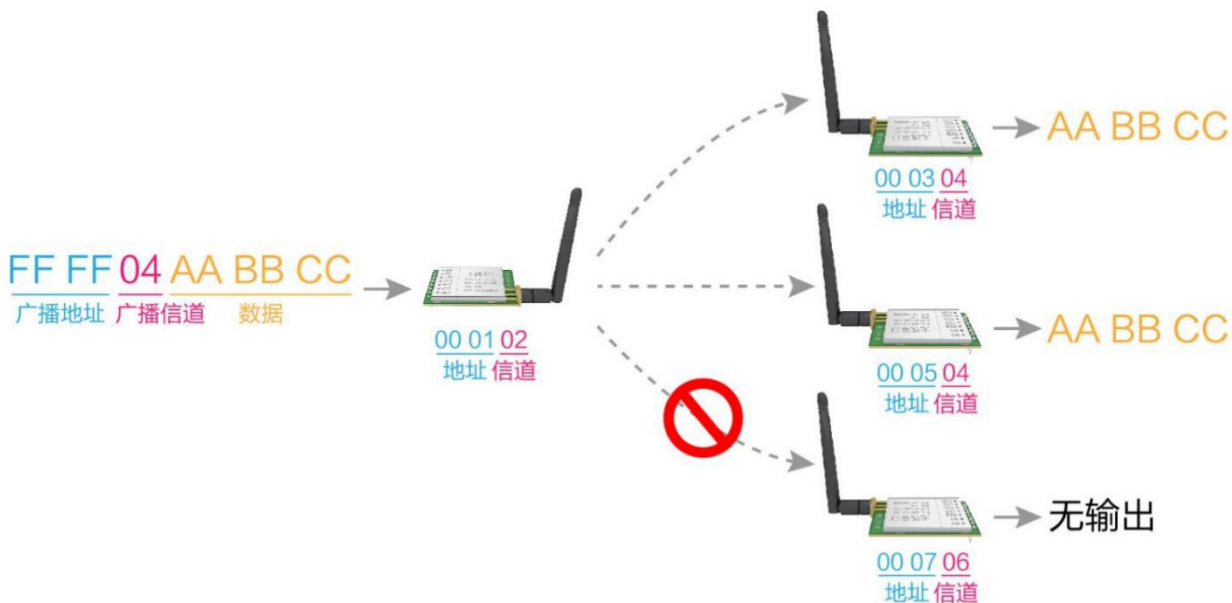 AA BB CC
00 03 04
地址 信道
FF FF 04 AA BB CC
广播地址 广播信道 数据
00 01 02
地址 信道
AA BB CC
00 05 04
地址 信道
无输出
00 07 06
地址 信道